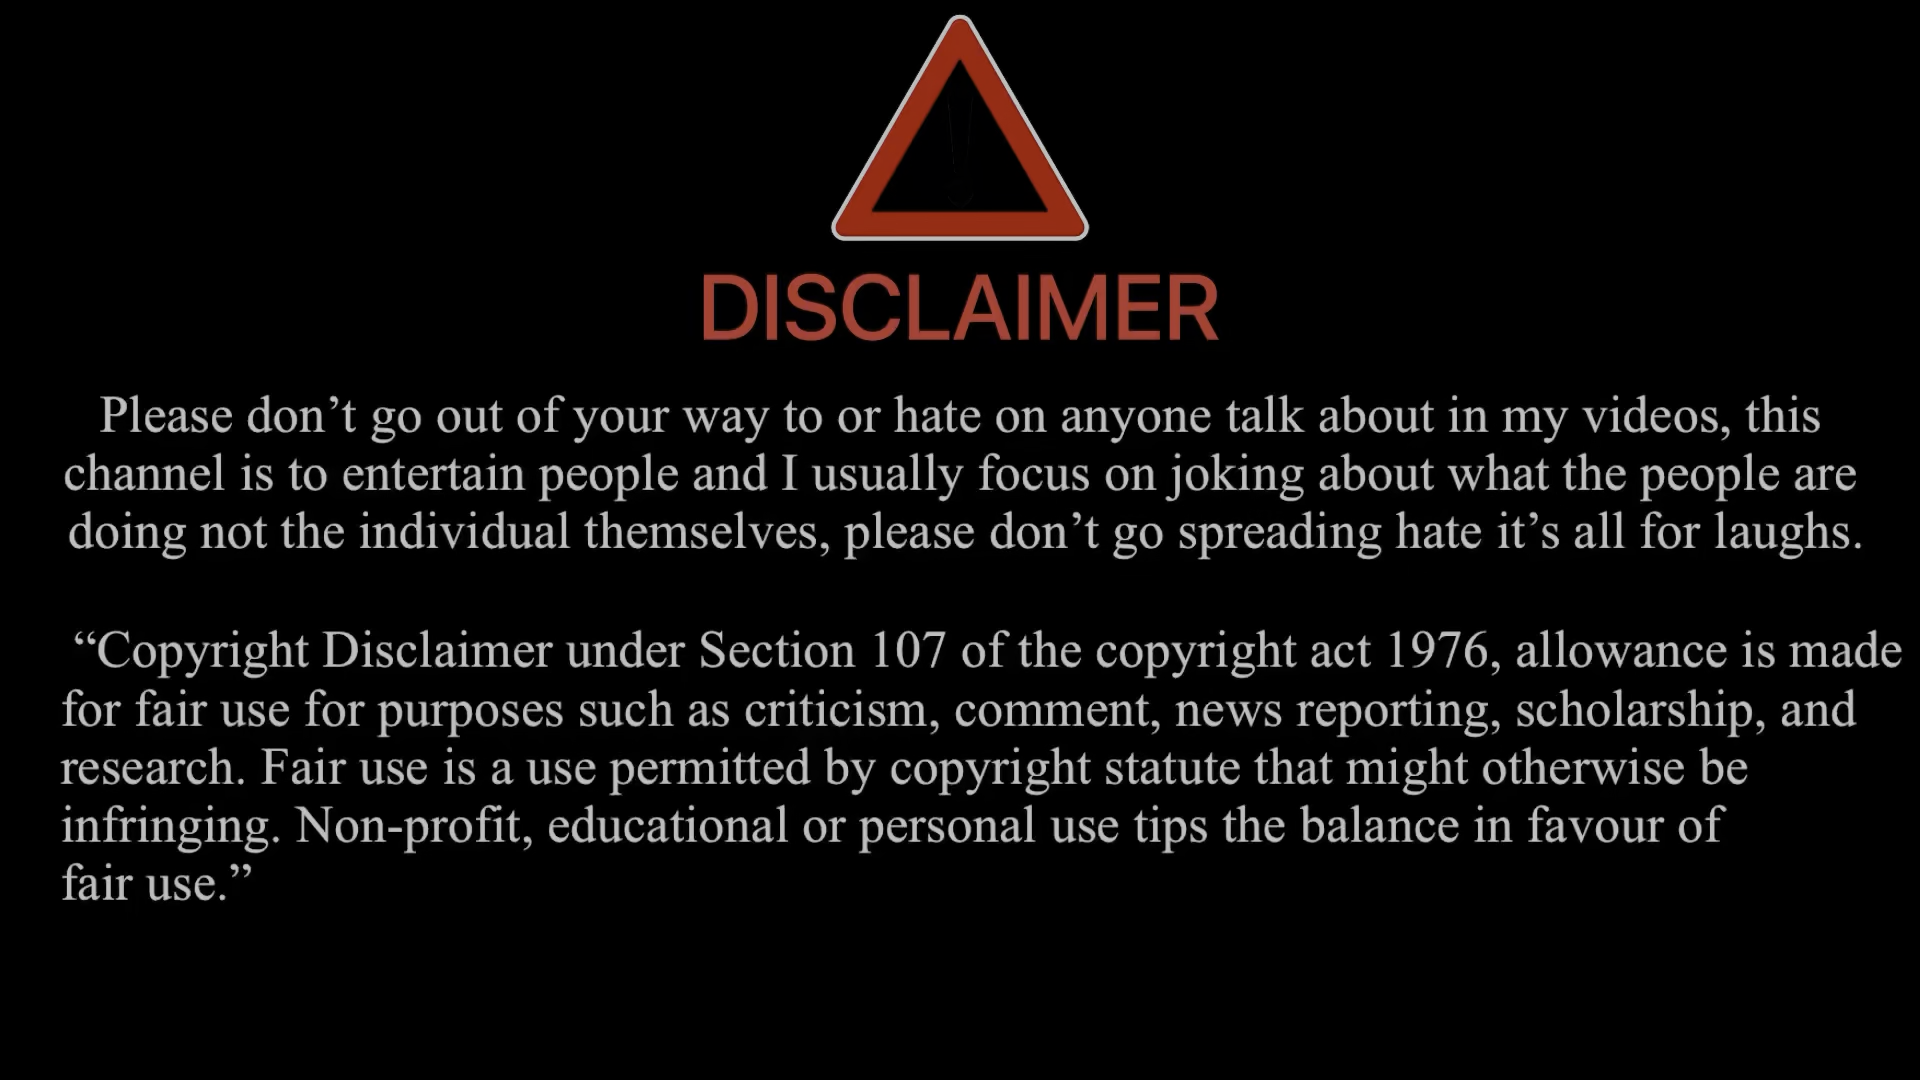 DISCLAIMER
Please don’t go out of your way to or hate on anyone talk about in my videos, this
channel is to entertain people and I usually focus on joking about what the people are
doing not the individual themselves, please don’t go spreading hate it’s all for laughs.
“Copyright Disclaimer under Section 107 of the copyright act 1976, allowance is made
for fair use for purposes such as criticism, comment, news reporting, scholarship, and
research. Fair use is a use permitted by copyright statute that might otherwise be
infringing. Non-profit, educational or personal use tips the balance in favour of
fair use.”